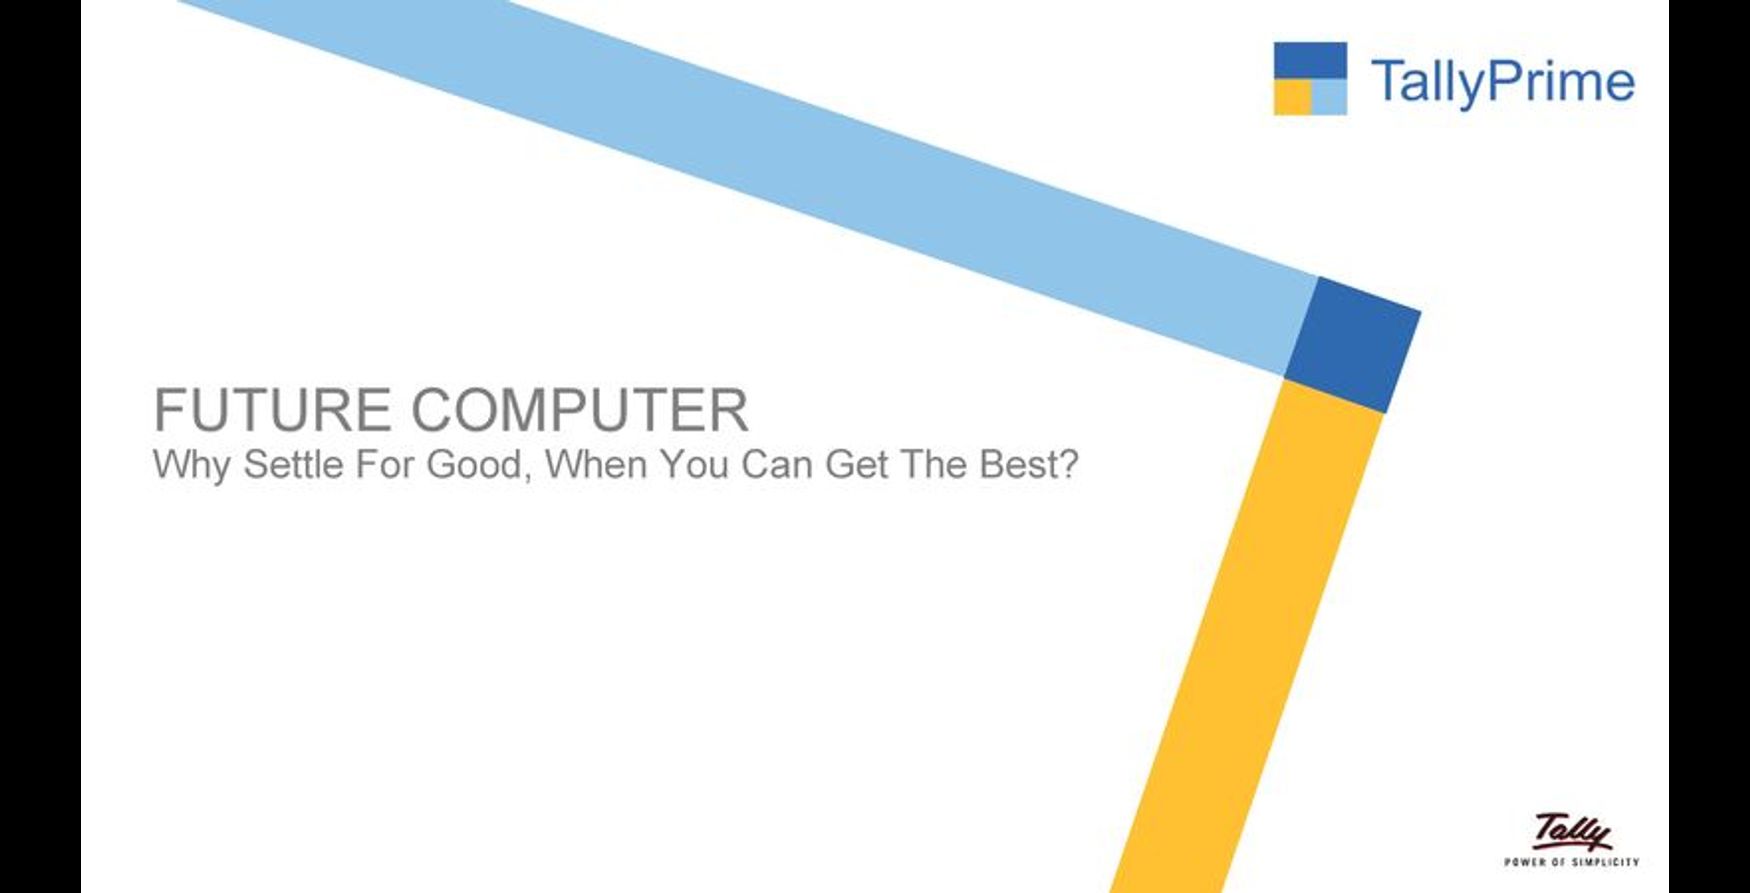 TallyPrime
FUTURE COMPUTER
Why Settle For Good, When You Can Get The Best?
Tally
POWER OF SIMPLICITY